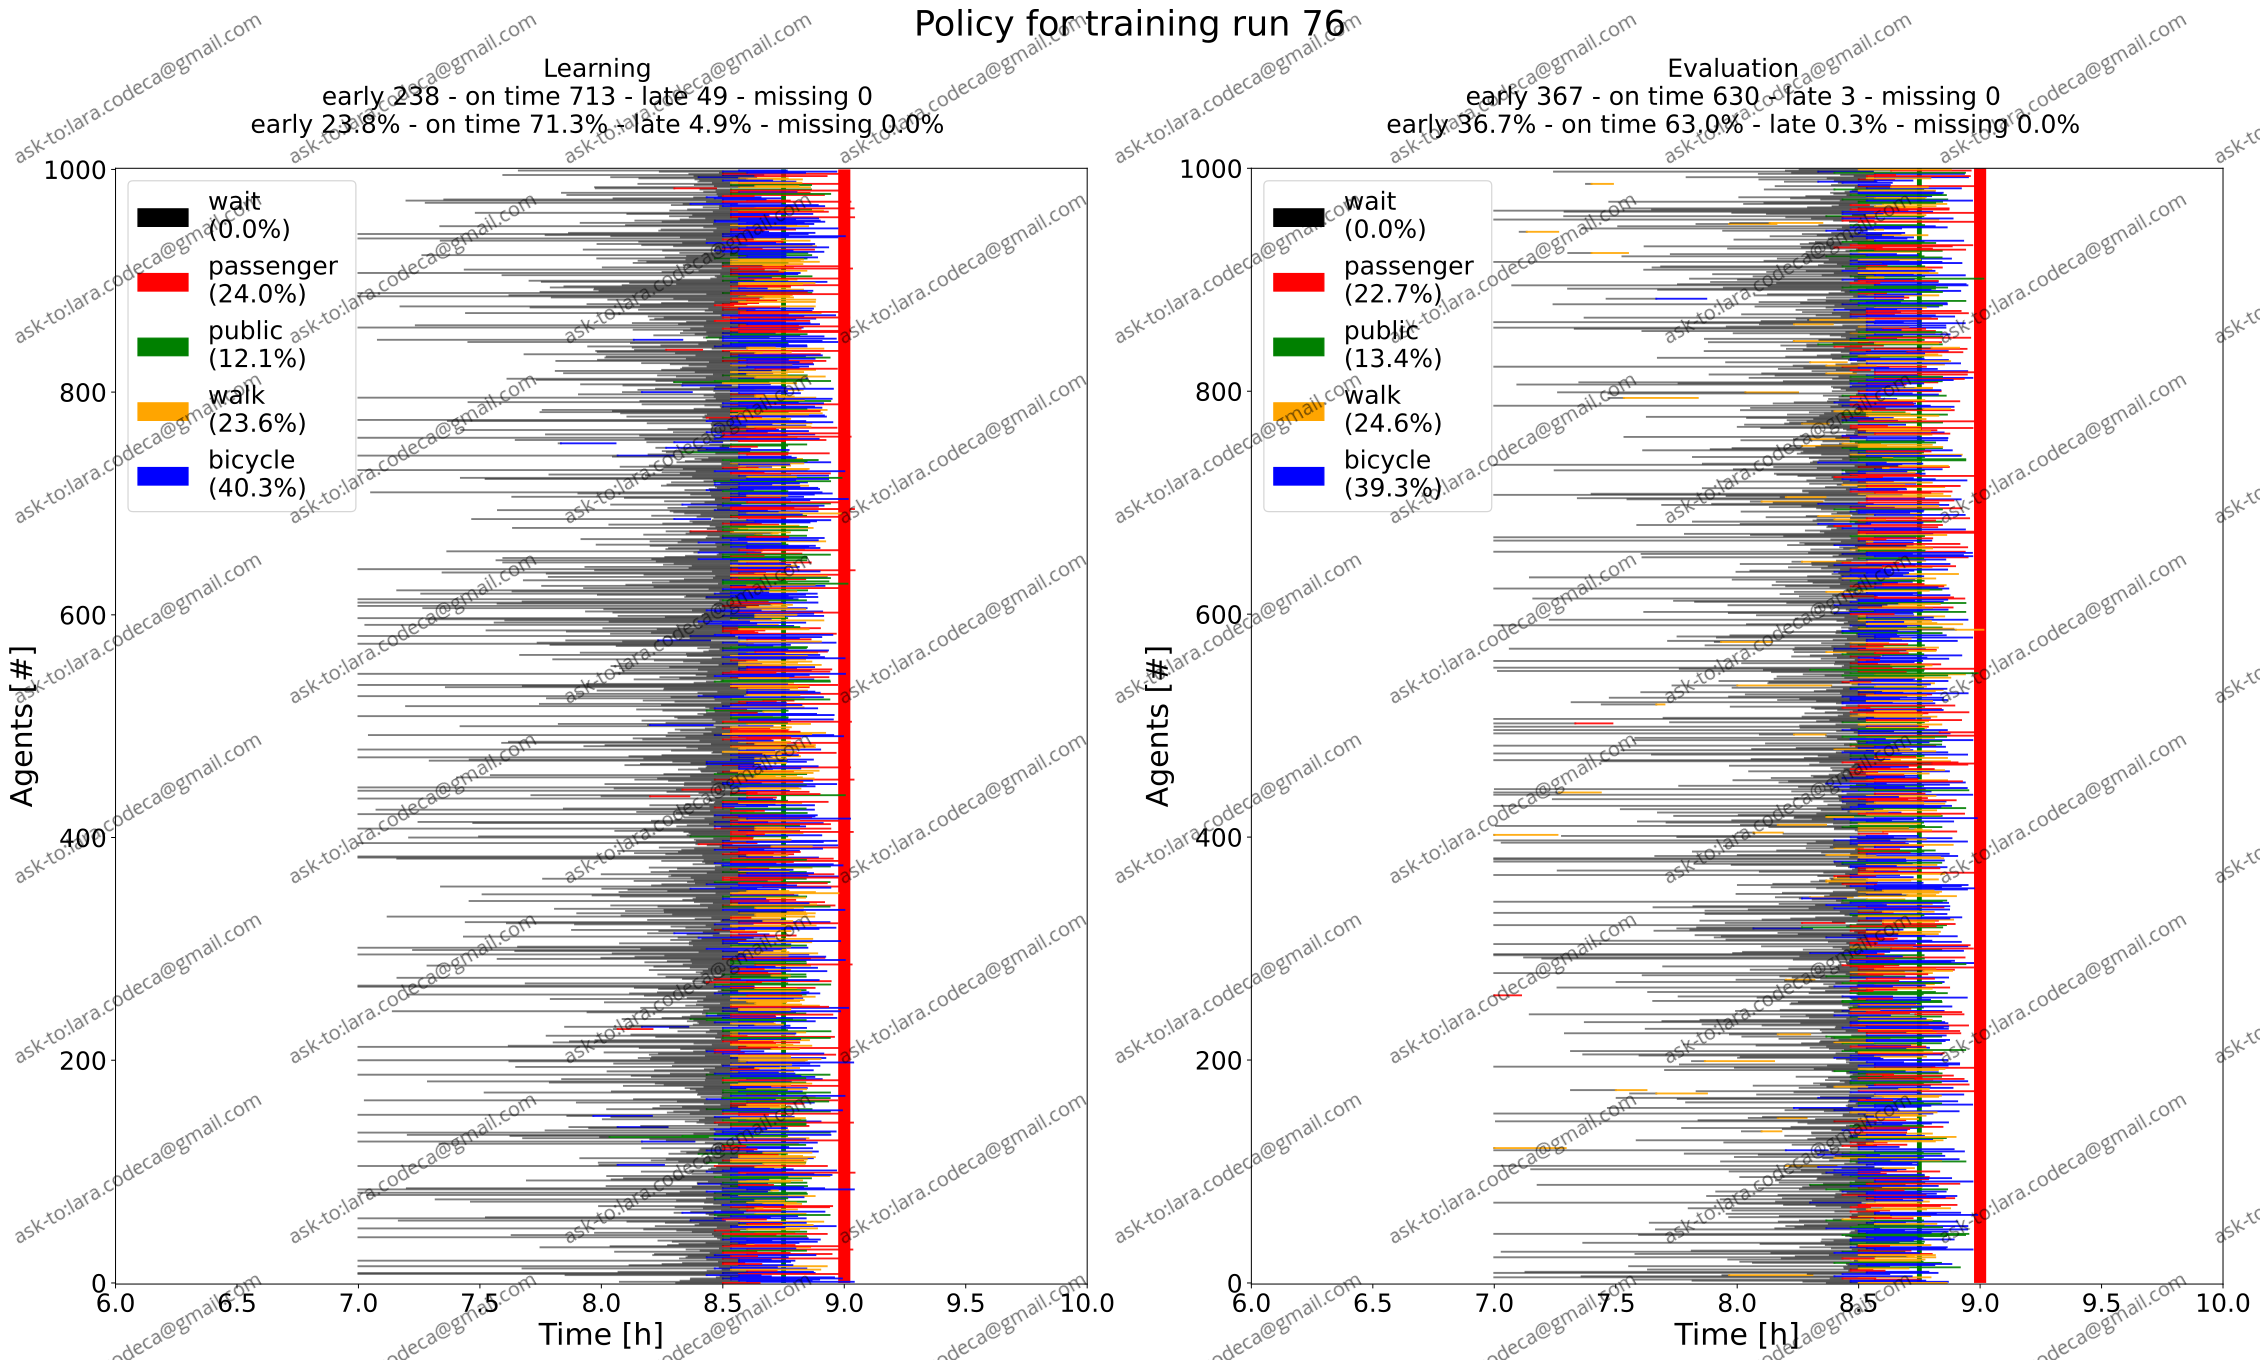 Policy for training run 76
Learning
early 238 - on time 713 - late 49 - missing 0
early 23.8% - on time 71.3% - late 4.9% - missing 0.0%
1000
800
600
400
200
0
Agents [#]
wait
(0.0%)
passenger
(24.0%)
public
(12.1%)
walk
(23.6%)
bicycle
(40.3%)
6.0 6.5 7.0 7.5 8.0 8.5 9.0 9.5 10.0
Time [h]
Evaluation
early 367 - on time 630 - late 3 - missing 0
early 36.7% - on time 63.0% - late 0.3% - missing 0.0%
1000
800
600
400
200
0
Agents [#]
wait
(0.0%)
passenger
(22.7%)
public
(13.4%)
walk
(24.6%)
bicycle
(39.3%)
6.0 6.5 7.0 7.5 8.0 8.5 9.0 9.5 10.0
Time [h]
ask-to:lara.codeca@gmail.com